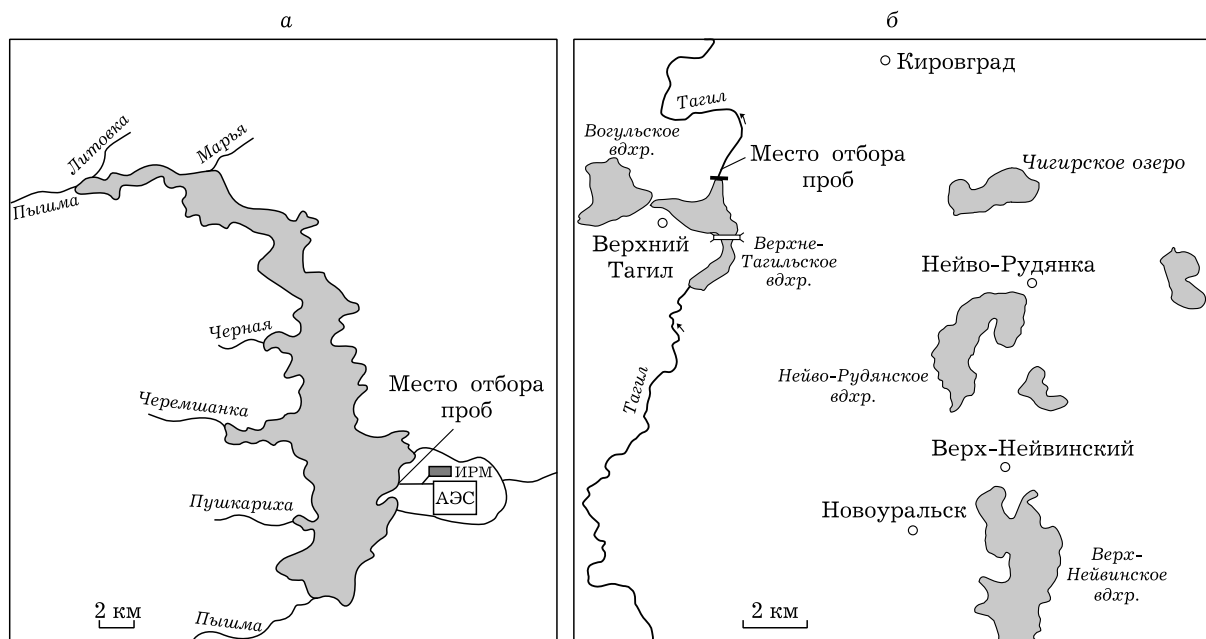 а
Литовка
Марья
Пышма
Черная
Черемшанка
Место отбора
проб
ИРМ
АЭС
Пушкариха
2 км
Пышма
б
Кировград
Тагил
Вогульское
вдхр.
Место отбора
проб
Чигирское озеро
Верхний
Тагил
Верхне-
Тагильское
вдхр.
Нейво-Рудянка
Тагил
Нейво-Рудянское
вдхр.
Верх-Нейвинский
Новоуральск
Верх-
Нейвинское
вдхр.
2 км